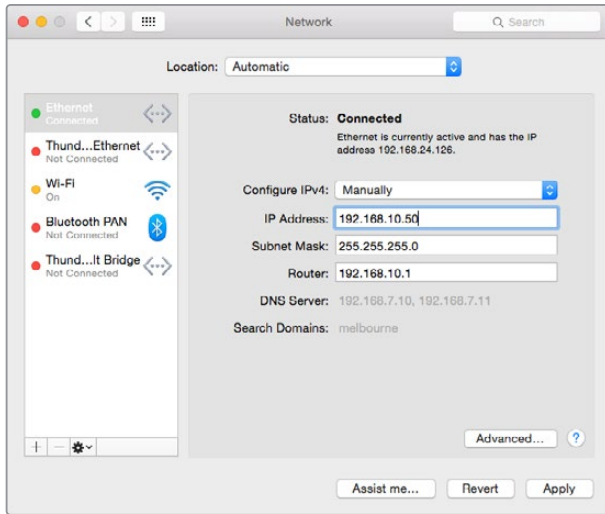 Network
Search
Location: Automatic
Ethernet
Connected
Thund...Ethernet
Not Connected
Wi-Fi
On
Bluetooth PAN
Not Connected
Thund...lt Bridge
Not Connected
Status: Connected
Ethernet is currently active and has the IP
address 192.168.24.126.
Configure IPv4: Manually
IP Address: 192.168.10.50
Subnet Mask: 255.255.255.0
Router: 192.168.10.1
DNS Server: 192.168.7.10, 192.168.7.11
Search Domains: melbourne
Advanced... ?
Assist me... Revert Apply